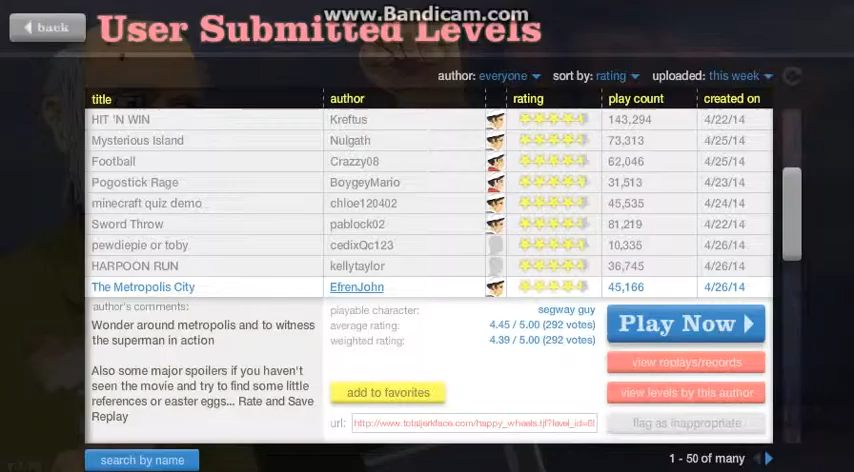 www.Bandicam.com
back
User Submitted Levels
author: everyone sort by: rating uploaded: this week
title author rating play count created on
HIT 'N WIN Kreftus 143,294 4/22/14
Mysterious Island Nulgath 73,313 4/25/14
Football Crazzy08 62,046 4/25/14
Pogostick Rage BoygeyMario 31,513 4/23/14
minecraft quiz demo chloe120402 45,535 4/24/14
Sword Throw pablock02 81,219 4/22/14
pewdiepie or toby cedixQc123 10,335 4/26/14
HARPOON RUN kellytaylor 36,745 4/26/14
The Metropolis City EfrenJohn 45,166 4/26/14
author's comments:
Wonder around metropolis and to witness
the superman in action
Also some major spoilers if you haven't
seen the movie and try to find some little
references or easter eggs... Rate and Save
Replay
playable character: segway guy
average rating: 4.45 / 5.00 (292 votes)
weighted rating: 4.39 / 5.00 (292 votes)
add to favorites
url: http://www.totaljerkface.com/happy_wheels.tjf?level_id=6
Play Now
view replays/records
view levels by this author
flag as inappropriate
search by name
1 - 50 of many